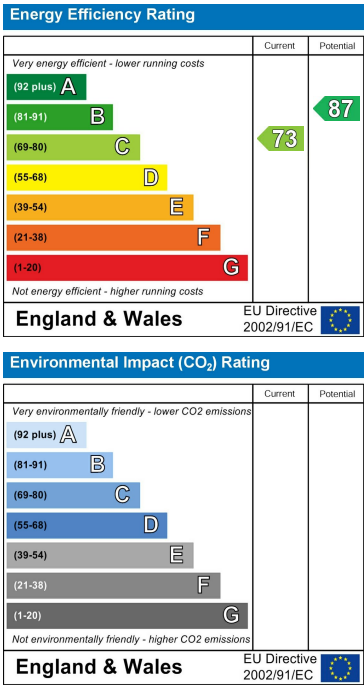 Energy Efficiency Rating
Current Potential
Very energy efficient - lower running costs
(92 plus) A
(81-91) B
(69-80) C
(55-68) D
(39-54) E
(21-38) F
(1-20) G
73
87
Not energy efficient - higher running costs
England & Wales
EU Directive
2002/91/EC
Environmental Impact (CO₂) Rating
Current Potential
Very environmentally friendly - lower CO2 emissions
(92 plus) A
(81-91) B
(69-80) C
(55-68) D
(39-54) E
(21-38) F
(1-20) G
Not environmentally friendly - higher CO2 emissions
England & Wales
EU Directive
2002/91/EC